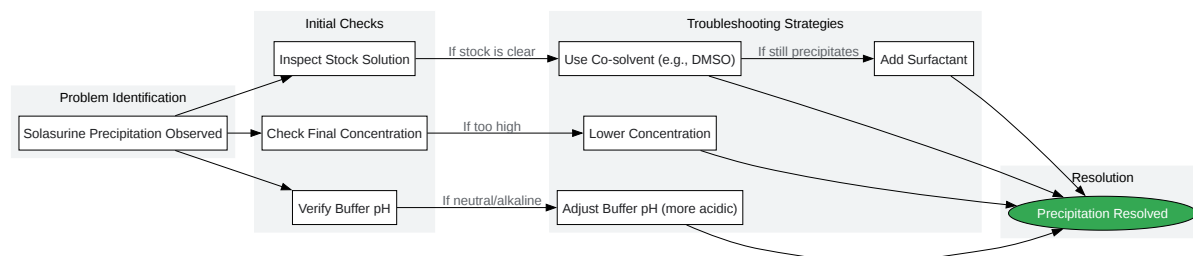 Initial Checks
Troubleshooting Strategies
Inspect Stock Solution
If stock is clear
Use Co-solvent (e.g., DMSO)
If still precipitates
Add Surfactant
Problem Identification
Solasurine Precipitation Observed
Check Final Concentration
If too high
Lower Concentration
Resolution
Verify Buffer pH
If neutral/alkaline
Adjust Buffer pH (more acidic)
Precipitation Resolved